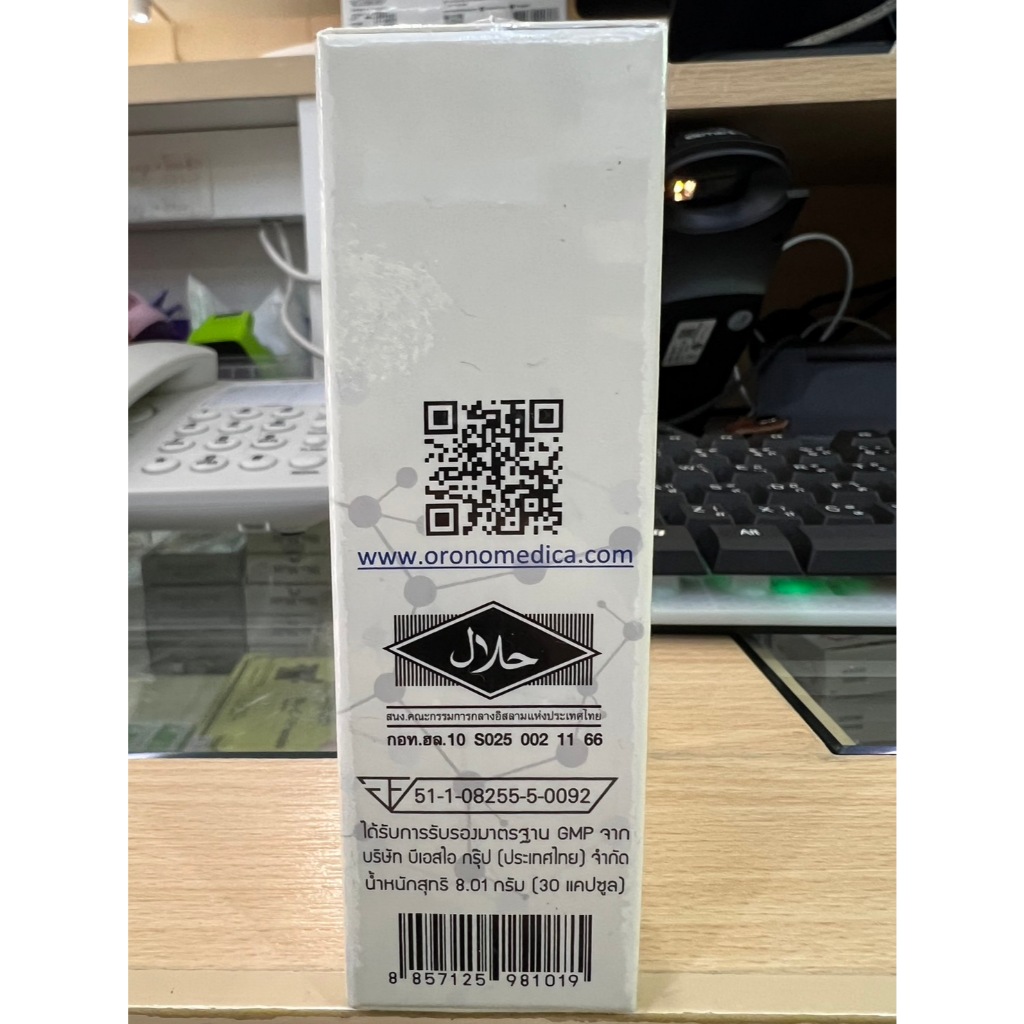 www.oronomedica.com
حلال
สนง.คณะกรรมการกลางอิสลามแห่งประเทศไทย
กอท.ฮล.10 S025 002 11 66
51-1-08255-5-0092
ได้รับการรับรองมาตรฐาน GMP จาก
บริษัท บีเอสไอ กรุ๊ป (ประเทศไทย) จำกัด
น้ำหนักสุทธิ 8.01 กรัม (30 แคปซูล)
8 857125 981019
Alt